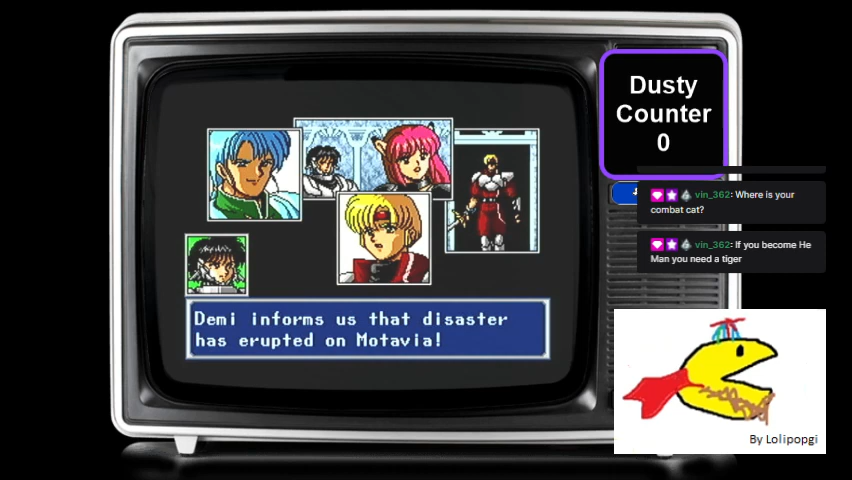 Dusty
Counter
0
vin_362: Where is your
combat cat?
vin_362: If you become He
Man you need a tiger
Demi informs us that disaster
has erupted on Motavia!
By Lolipopgi